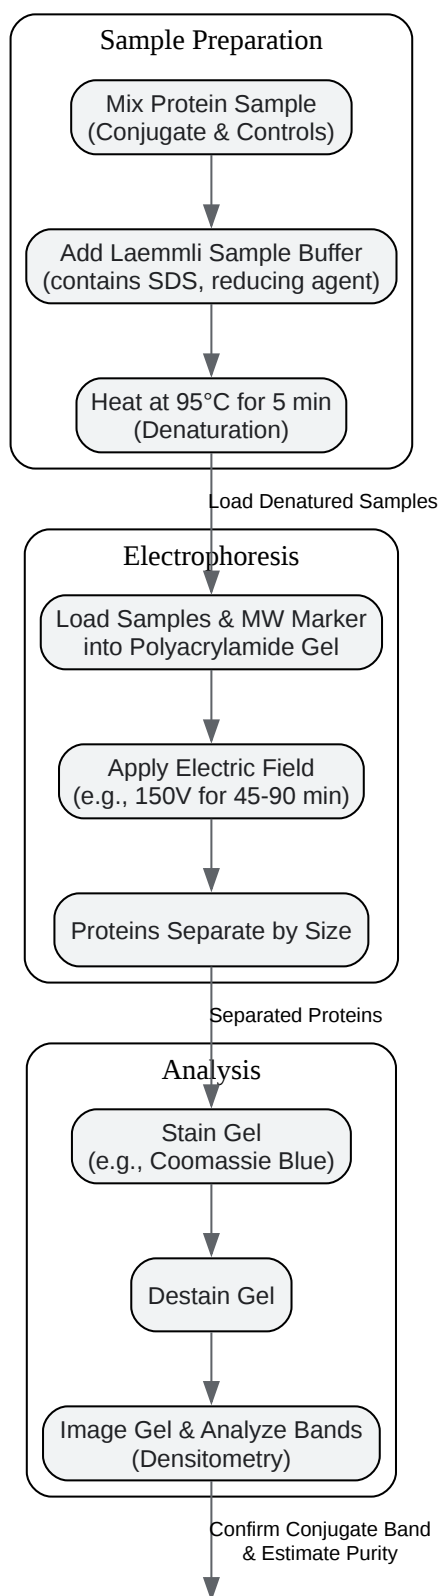 Sample Preparation
Mix Protein Sample
(Conjugate & Controls)
Add Laemmli Sample Buffer
(contains SDS, reducing agent)
Heat at 95°C for 5 min
(Denaturation)
Load Denatured Samples
Electrophoresis
Load Samples & MW Marker
into Polyacrylamide Gel
Apply Electric Field
(e.g., 150V for 45-90 min)
Proteins Separate by Size
Separated Proteins
Analysis
Stain Gel
(e.g., Coomassie Blue)
Destain Gel
Image Gel & Analyze Bands
(Densitometry)
Confirm Conjugate Band
& Estimate Purity